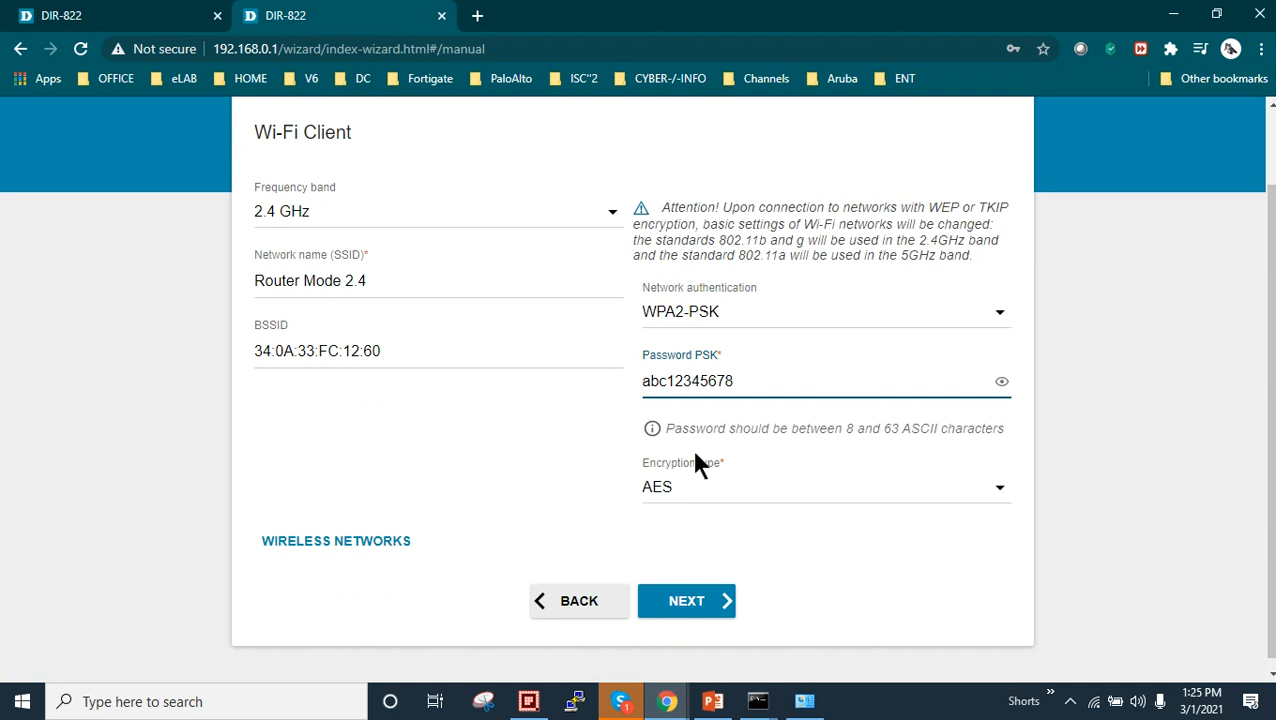 DIR-822
DIR-822
Not secure
192.168.0.1/wizard/index-wizard.html#/manual
Apps
OFFICE
eLAB
HOME
V6
DC
Fortigate
PaloAlto
ISC"2
CYBER-/-INFO
Channels
Aruba
ENT
Other bookmarks
Wi-Fi Client
Frequency band
2.4 GHz
Network name (SSID)*
Router Mode 2.4
BSSID
34:0A:33:FC:12:60
Attention! Upon connection to networks with WEP or TKIP
encryption, basic settings of Wi-Fi networks will be changed:
the standards 802.11b and g will be used in the 2.4GHz band
and the standard 802.11a will be used in the 5GHz band.
Network authentication
WPA2-PSK
Password PSK*
abc12345678
Password should be between 8 and 63 ASCII characters
Encryption type*
AES
WIRELESS NETWORKS
BACK
NEXT
Type here to search
Shorts
1:25 PM
3/1/2021